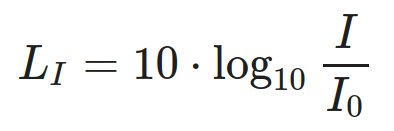 L_I = 10 · log_10 I/I_0